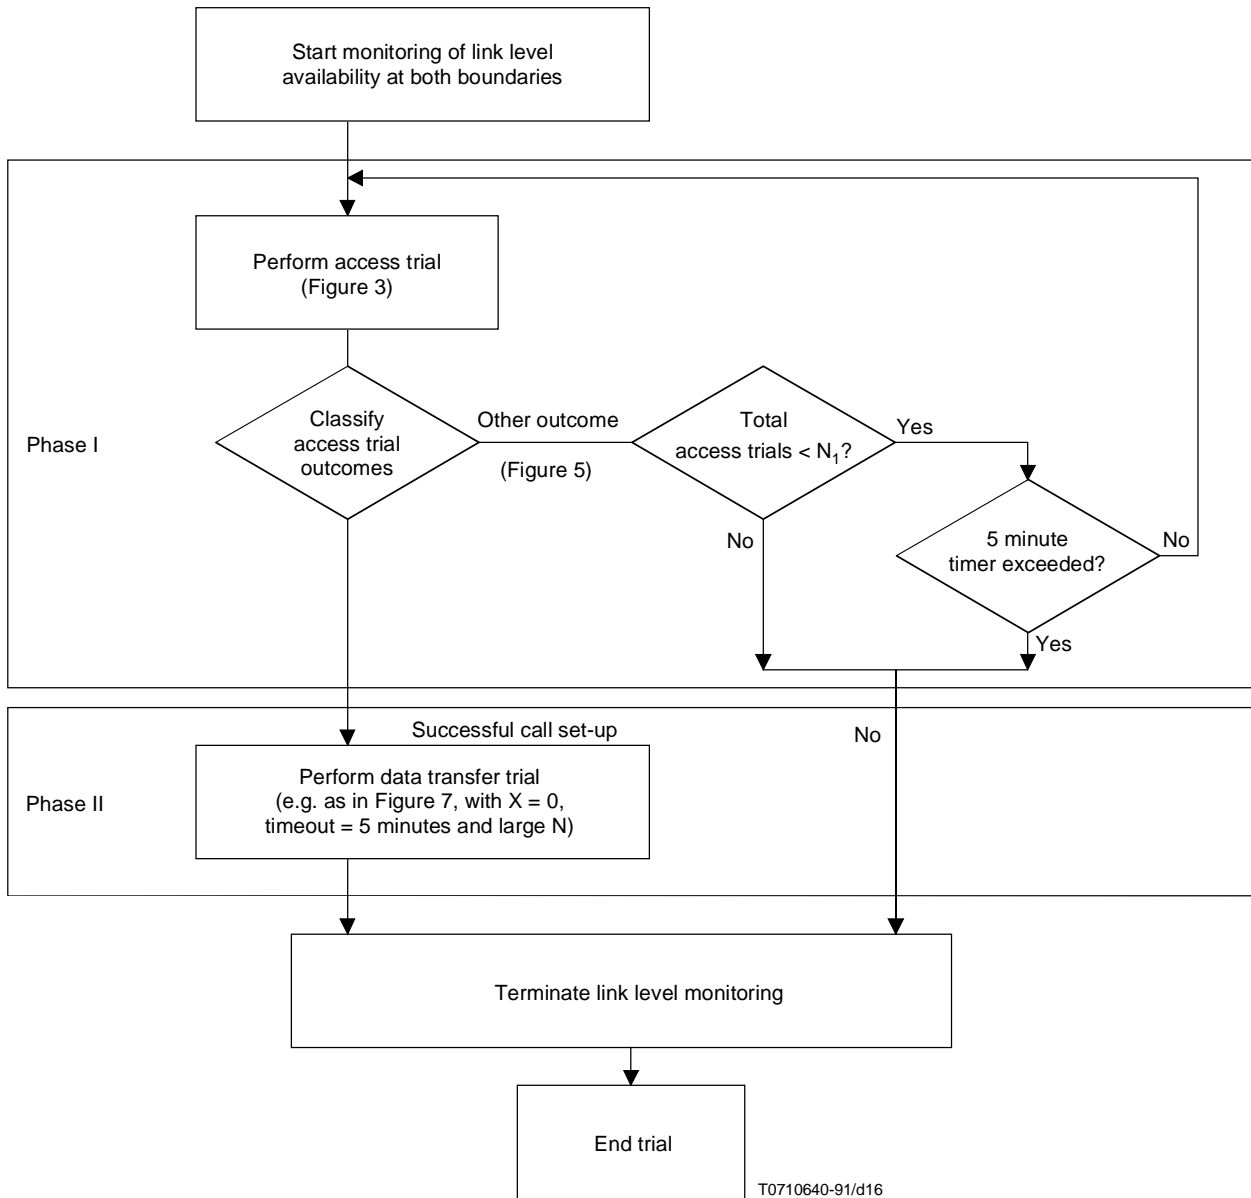 Start monitoring of link level
availability at both boundaries
Perform access trial
(Figure 3)
Phase I
Classify
access trial
outcomes
Other outcome
(Figure 5)
Total
access trials < N₁?
Yes
No
5 minute
timer exceeded?
No
Yes
Successful call set-up
No
Phase II
Perform data transfer trial
(e.g. as in Figure 7, with X = 0,
timeout = 5 minutes and large N)
Terminate link level monitoring
End trial
T0710640-91/d16